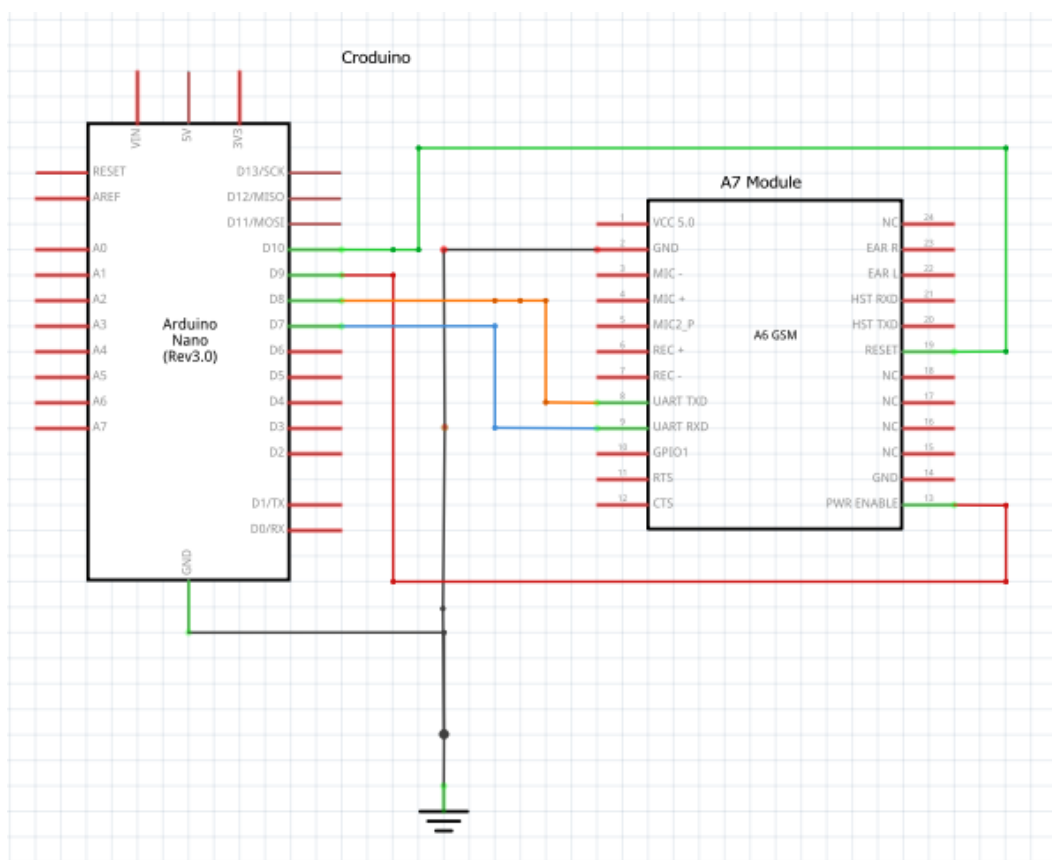 Croduino
VIN
5V
3V3
RESET
AREF
A0
A1
A2
A3
A4
A5
A6
A7
Arduino
Nano
(Rev3.0)
D13/SCK
D12/MISO
D11/MOSI
D10
D9
D8
D7
D6
D5
D4
D3
D2
D1/TX
D0/RX
GND
A7 Module
1 VCC 5.0
2 GND
3 MIC -
4 MIC +
5 MIC2_P
6 REC +
7 REC -
8 UART TXD
9 UART RXD
10 GPIO1
11 RTS
12 CTS
A6 GSM
NC 24
EAR R 23
EAR L 22
HST RXD 21
HST TXD 20
RESET 19
NC 18
NC 17
NC 16
NC 15
GND 14
PWR ENABLE 13